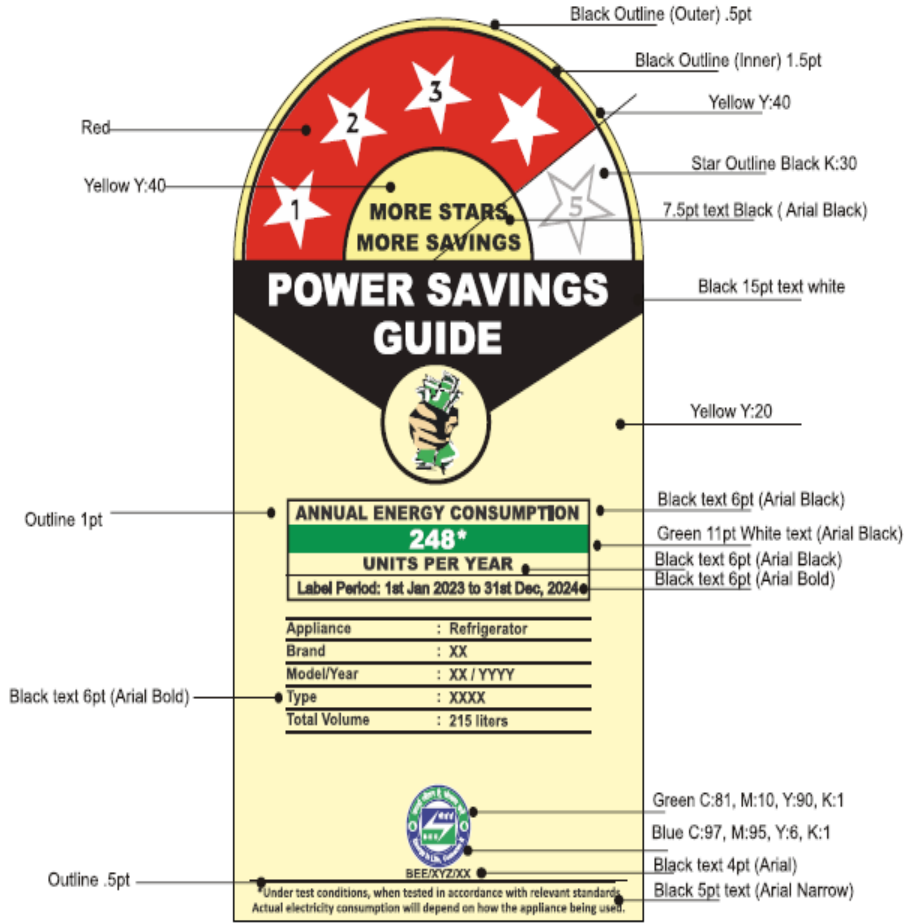 Black Outline (Outer) .5pt
Black Outline (Inner) 1.5pt
Yellow Y:40
Red
Star Outline Black K:30
Yellow Y:40
7.5pt text Black ( Arial Black)
1
2
3
5
MORE STARS
MORE SAVINGS
POWER SAVINGS
GUIDE
Black 15pt text white
Yellow Y:20
Outline 1pt
ANNUAL ENERGY CONSUMPTION
Black text 6pt (Arial Black)
248*
Green 11pt White text (Arial Black)
UNITS PER YEAR
Black text 6pt (Arial Black)
Label Period: 1st Jan 2023 to 31st Dec, 2024
Black text 6pt (Arial Bold)
Appliance : Refrigerator
Brand : XX
Model/Year : XX / YYYY
Black text 6pt (Arial Bold)
Type : XXXX
Total Volume : 215 liters
Green C:81, M:10, Y:90, K:1
Blue C:97, M:95, Y:6, K:1
BEE/XYZ/XX
Black text 4pt (Arial)
Outline .5pt
*Under test conditions, when tested in accordance with relevant standards.
Black 5pt text (Arial Narrow)
Actual electricity consumption will depend on how the appliance being used.